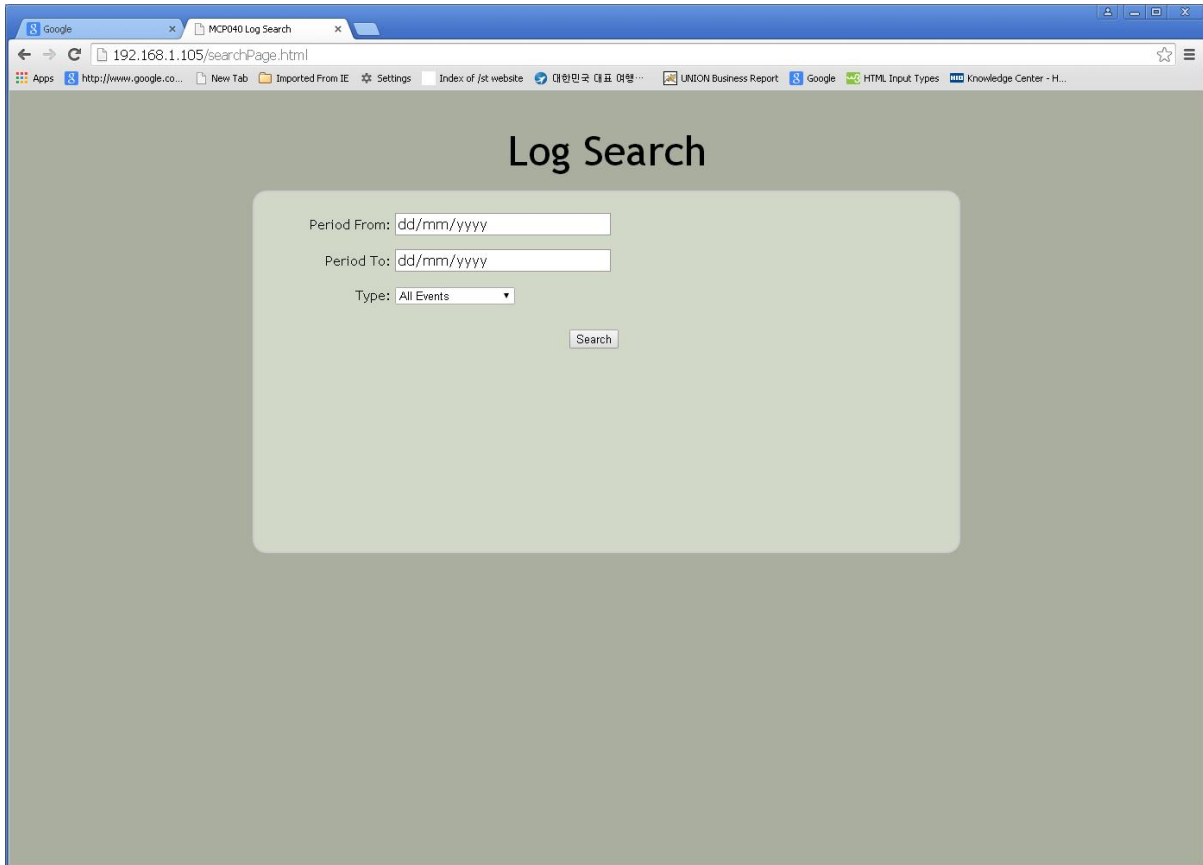 Google
MCP040 Log Search
192.168.1.105/searchPage.html
Apps http://www.google.co... New Tab Imported From IE Settings Index of /st website 대한민국 대표 여행… UNION Business Report Google HTML Input Types Knowledge Center - H...
Log Search
Period From: dd/mm/yyyy
Period To: dd/mm/yyyy
Type: All Events
Search